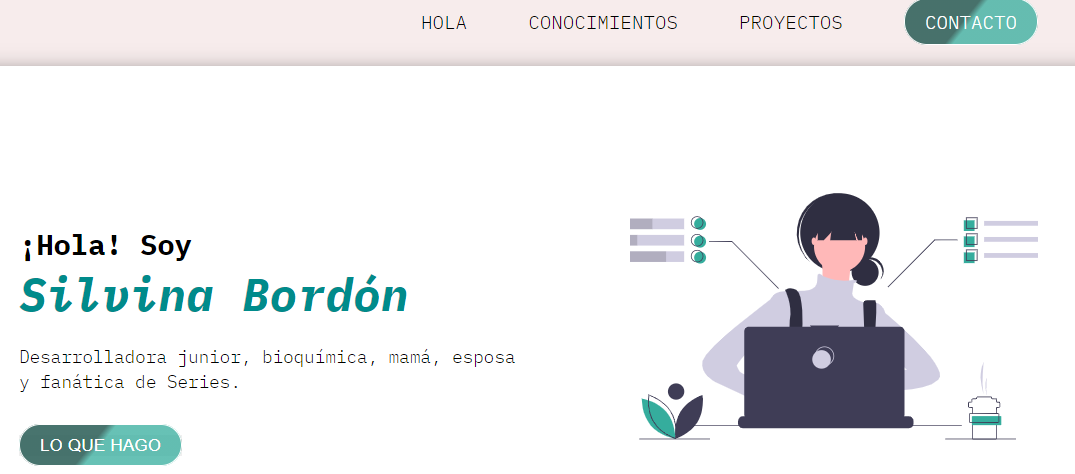 HOLA CONOCIMIENTOS PROYECTOS CONTACTO
¡Hola! Soy
Silvina Bordón
Desarrolladora junior, bioquímica, mamá, esposa
y fanática de Series.
LO QUE HAGO